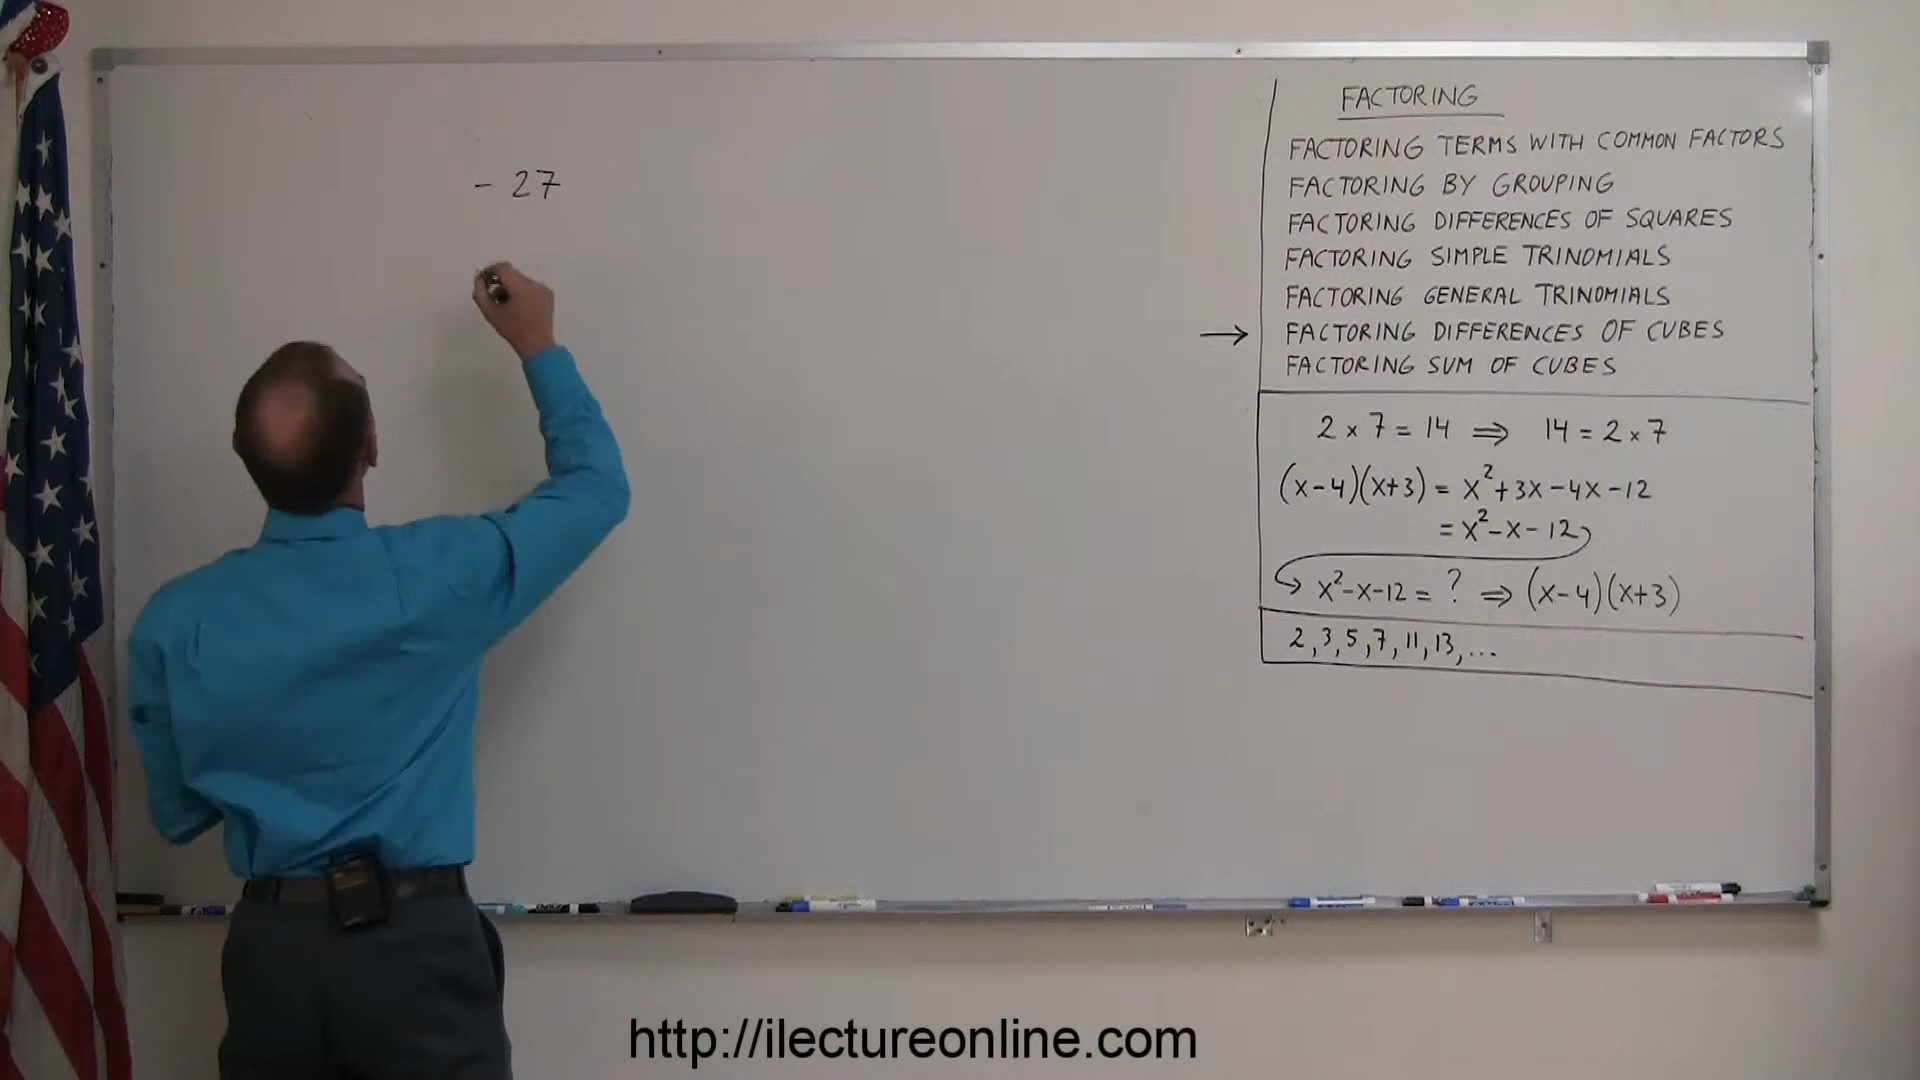 - 27
FACTORING
FACTORING TERMS WITH COMMON FACTORS
FACTORING BY GROUPING
FACTORING DIFFERENCES OF SQUARES
FACTORING SIMPLE TRINOMIALS
FACTORING GENERAL TRINOMIALS
→ FACTORING DIFFERENCES OF CUBES
FACTORING SUM OF CUBES
2 × 7 = 14 ⇒ 14 = 2 × 7
(x-4)(x+3) = x²+3x-4x-12
= x²-x-12
x²-x-12 = ? ⇒ (x-4)(x+3)
2, 3, 5, 7, 11, 13, ...
http://ilectureonline.com